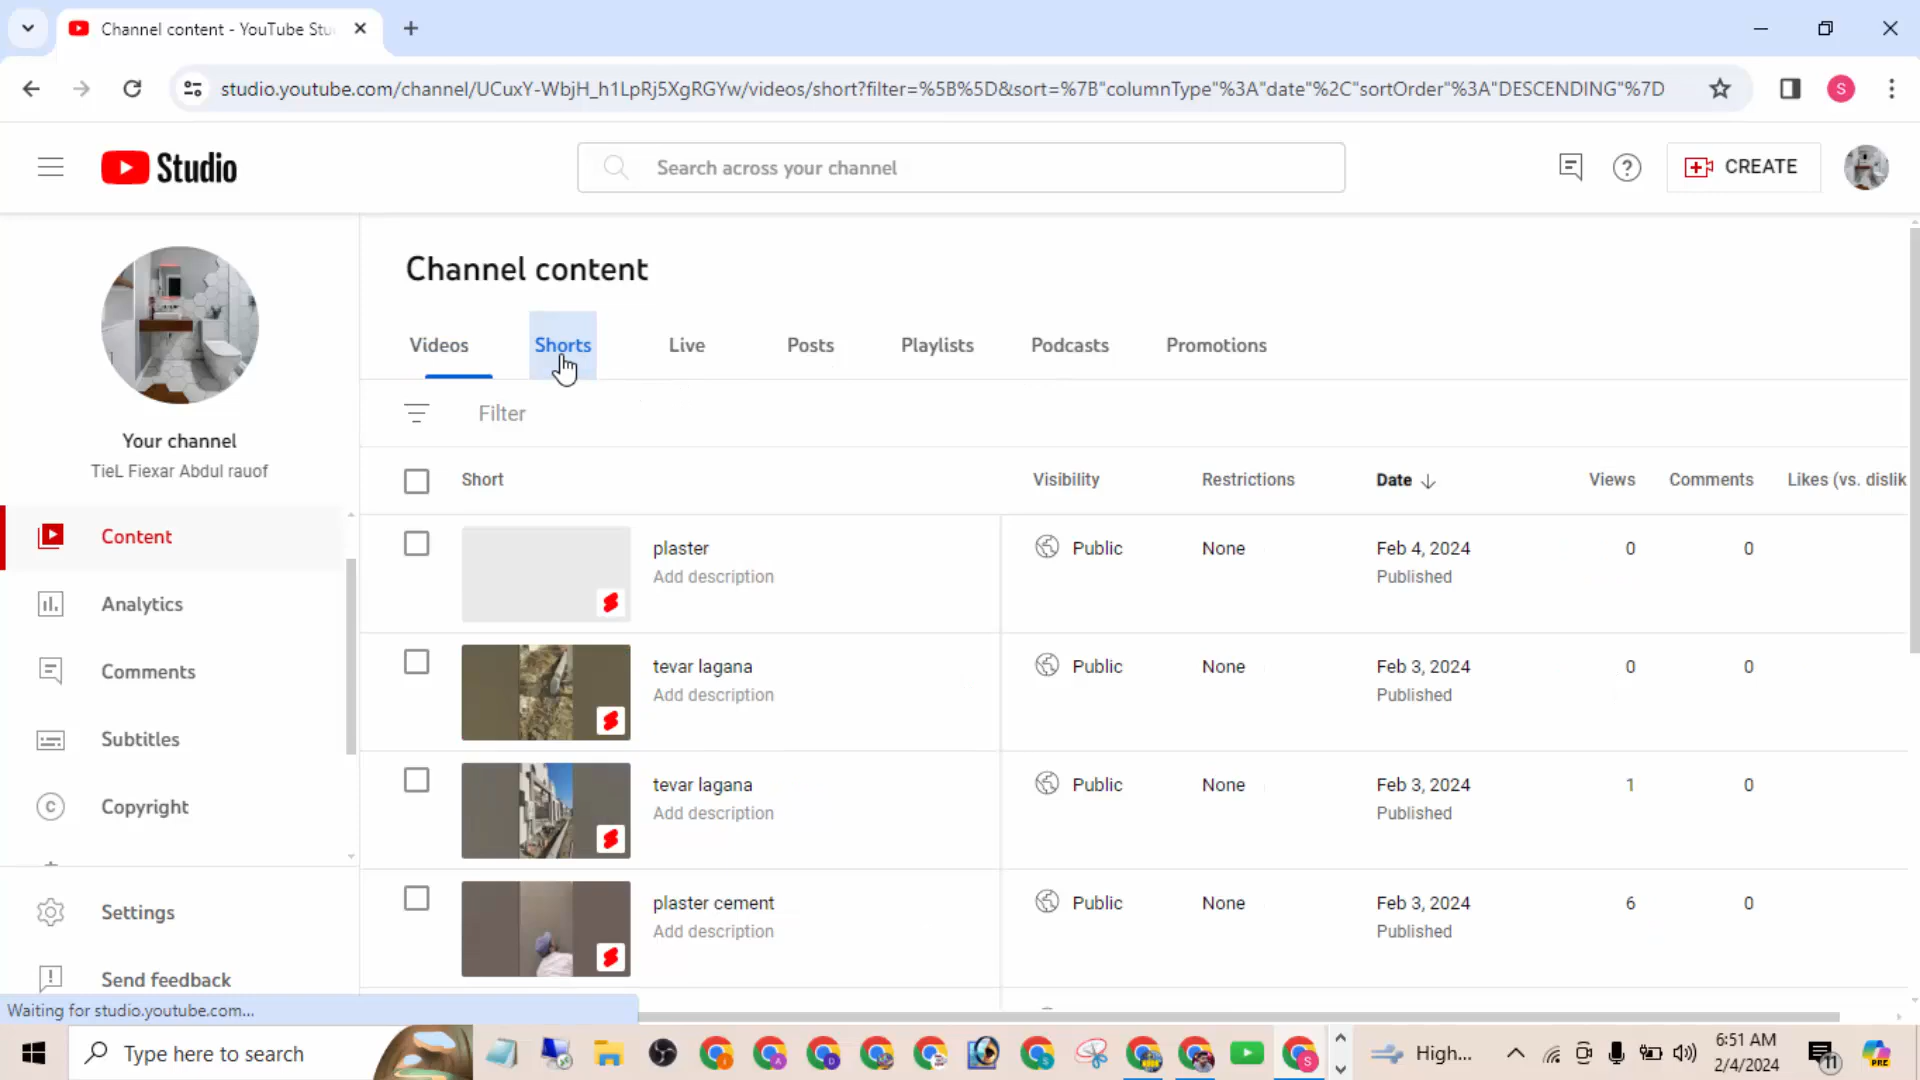 Channel content - YouTube Stu
studio.youtube.com/channel/UCuxY-WbjH_h1LpRj5XgRGYw/videos/short?filter=%5B%5D&sort=%7B"columnType"%3A"date"%2C"sortOrder"%3A"DESCENDING"%7D
S
Studio
Search across your channel
CREATE
Your channel
TieL Fiexar Abdul rauof
Content
Analytics
Comments
Subtitles
Copyright
Settings
Send feedback
Channel content
Videos Shorts Live Posts Playlists Podcasts Promotions
Filter
Short Visibility Restrictions Date Views Comments Likes (vs. dislik
plaster Public None Feb 4, 2024 0 0
Add description Published
tevar lagana Public None Feb 3, 2024 0 0
Add description Published
tevar lagana Public None Feb 3, 2024 1 0
Add description Published
plaster cement Public None Feb 3, 2024 6 0
Add description Published
Waiting for studio.youtube.com...
Type here to search
High...
6:51 AM
2/4/2024
11
PRE